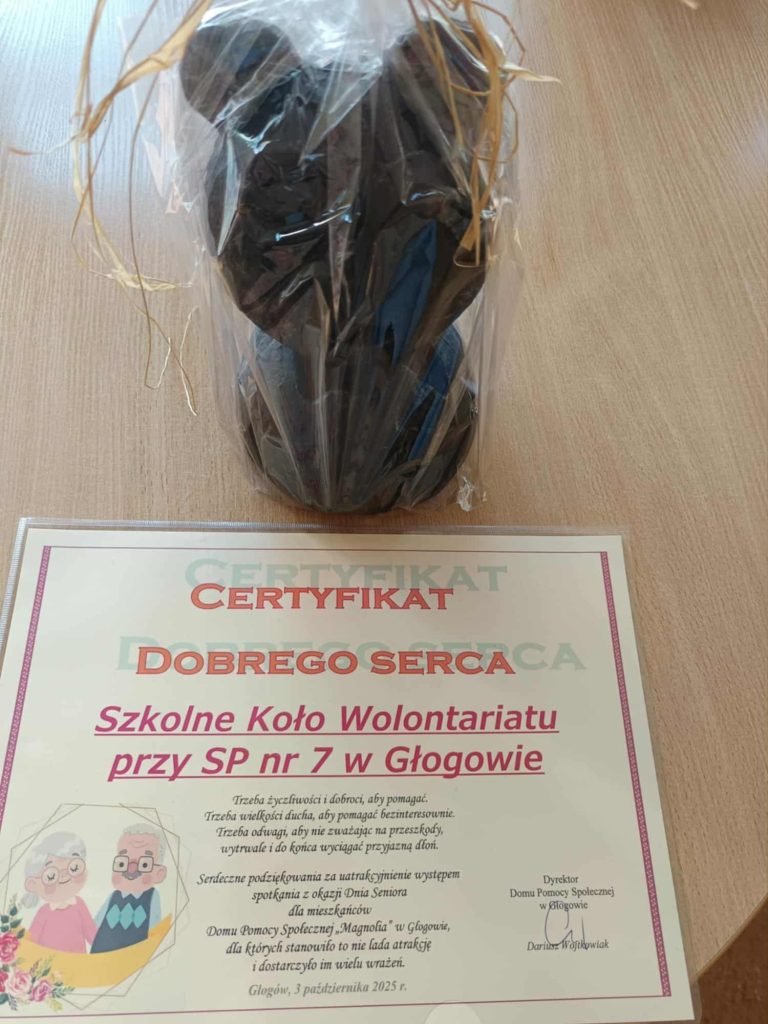 CERTYFIKAT
DOBREGO SERCA
Szkolne Koło Wolontariatu
przy SP nr 7 w Głogowie
Trzeba życzliwości i dobroci, aby pomagać.
Trzeba wielkości ducha, aby pomagać bezinteresownie.
Trzeba odwagi, aby nie zważając na przeszkody,
wytrwale i do końca wyciągać przyjazną dłoń.
Serdeczne podziękowania za uatrakcyjnienie występem
spotkania z okazji Dnia Seniora
dla mieszkańców
Domu Pomocy Społecznej „Magnolia” w Głogowie,
dla których stanowiło to nie lada atrakcję
i dostarczyło im wielu wrażeń.
Głogów, 3 października 2025 r.
Dyrektor
Domu Pomocy Społecznej
w Głogowie
Dariusz Wojtkowiak